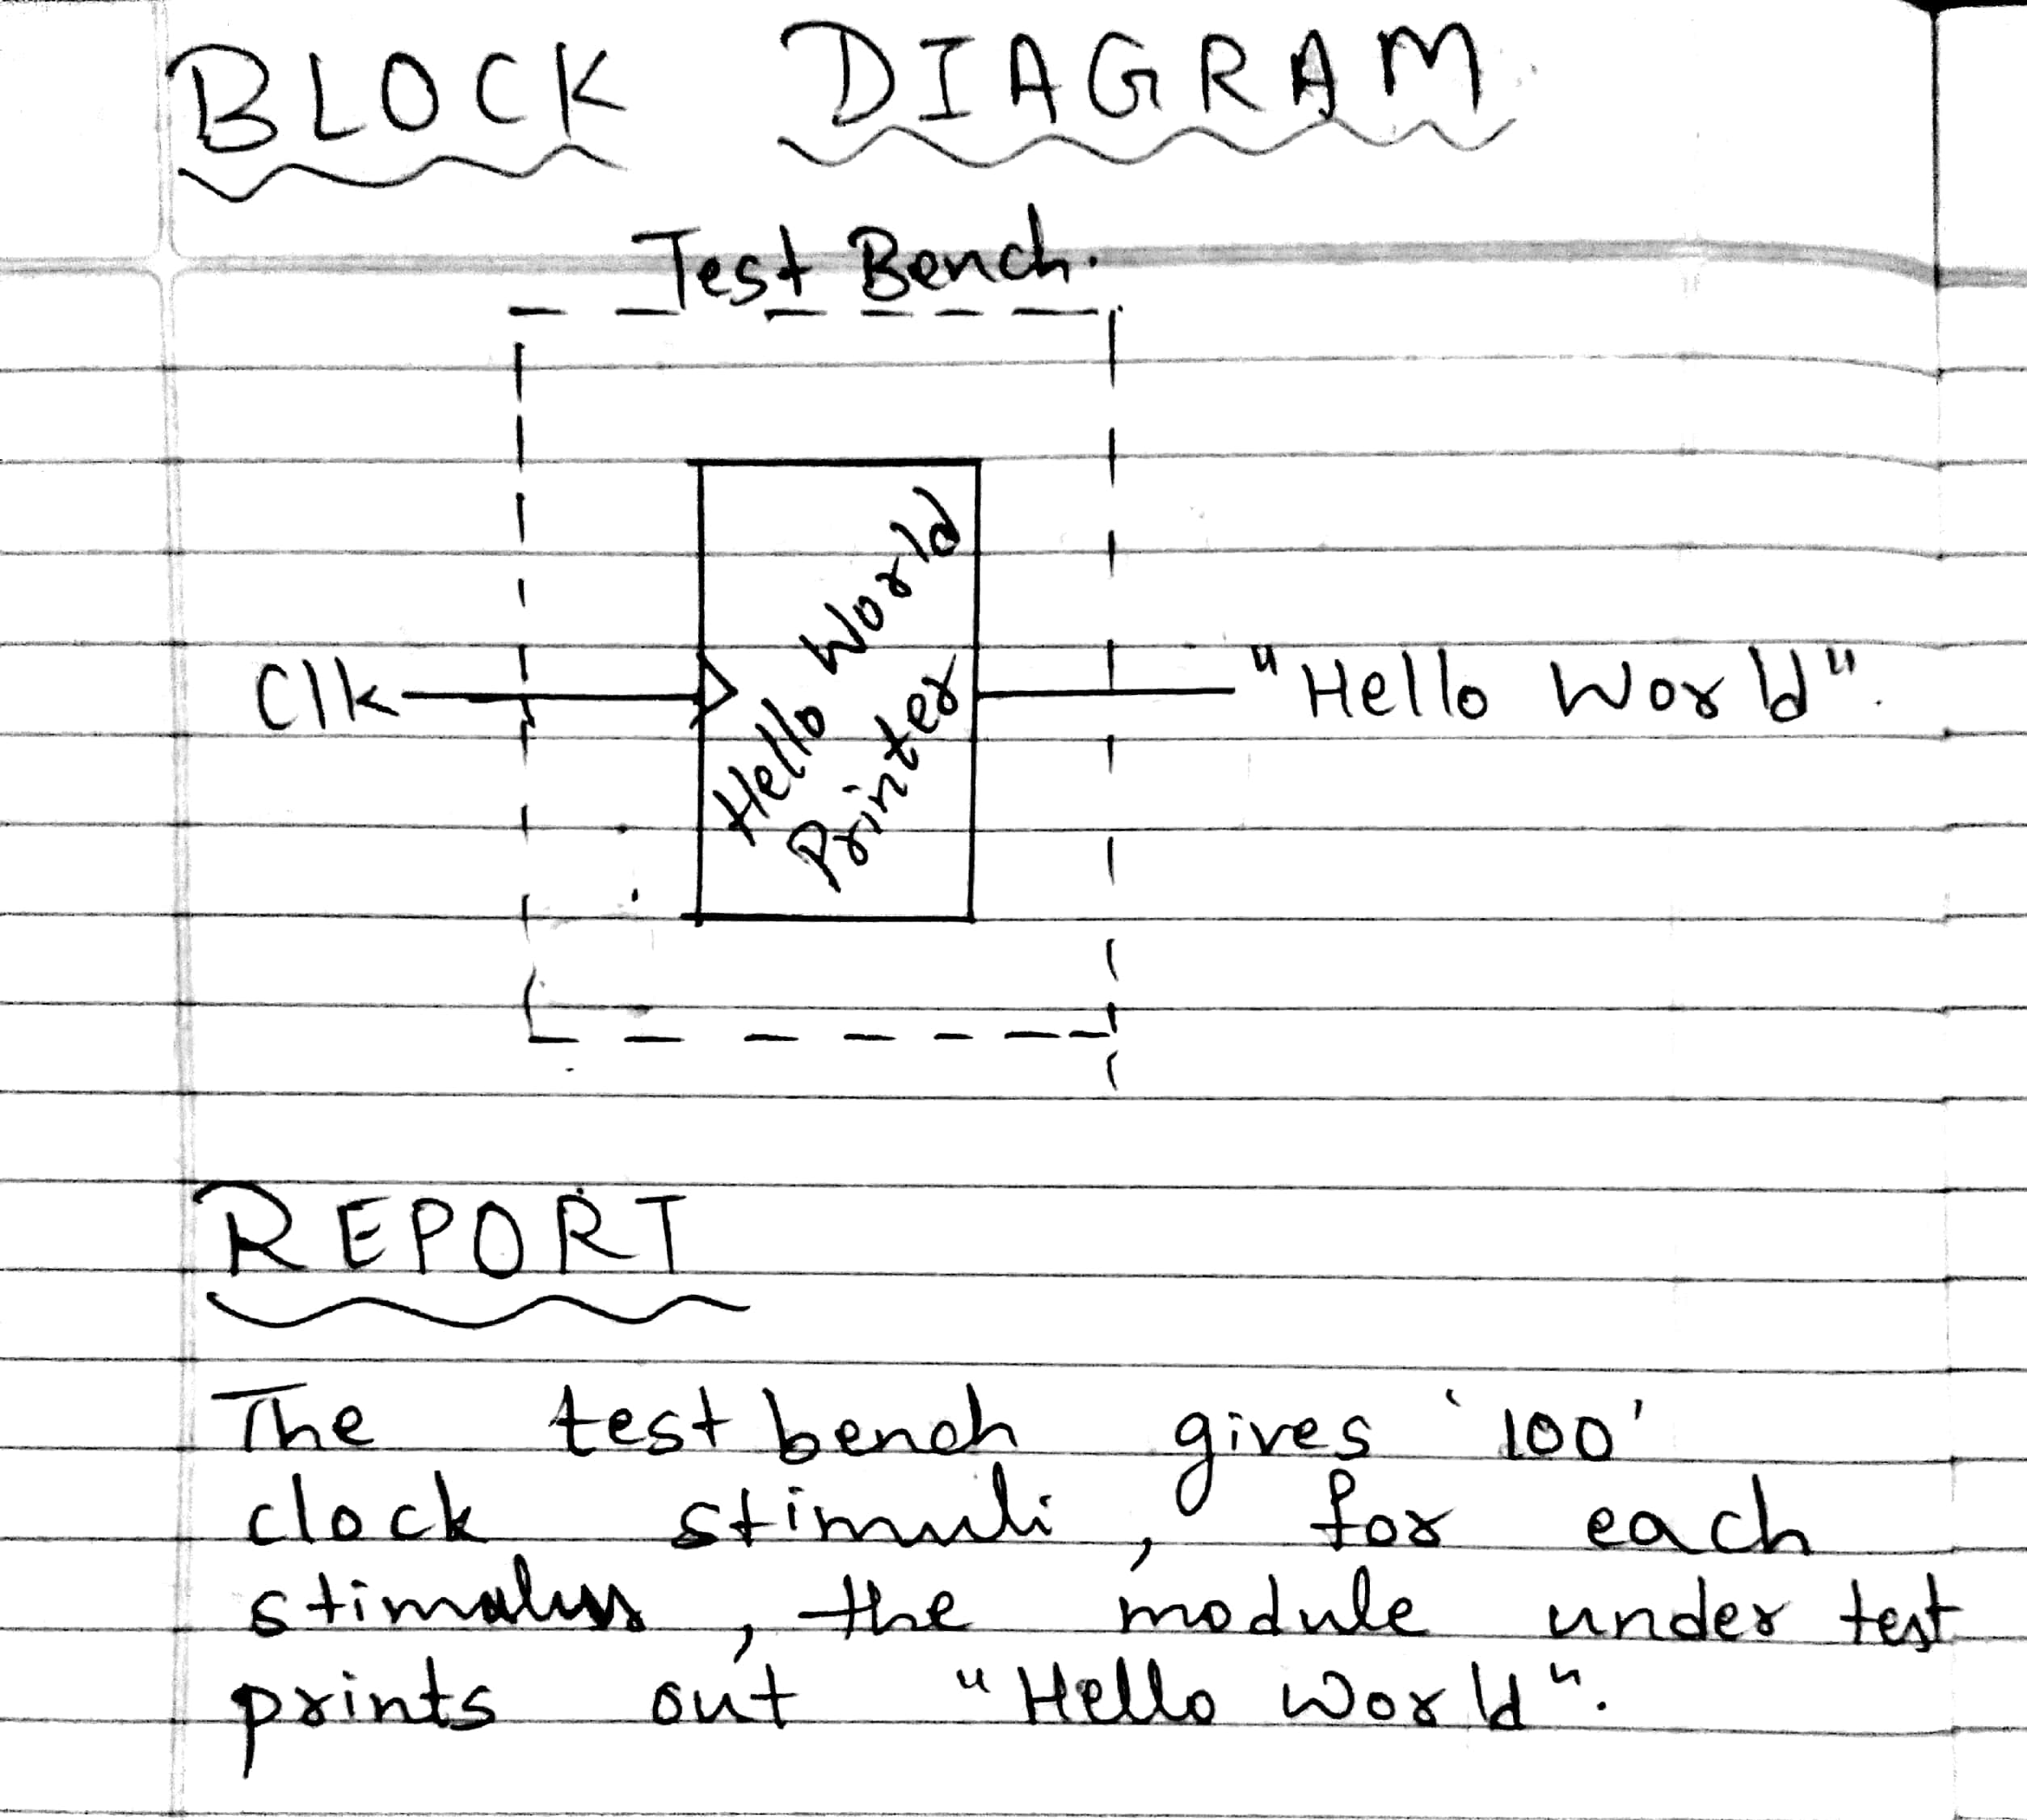 BLOCK DIAGRAM
Test Bench.
Clk
Hello World
Printer
"Hello World".
REPORT
The test bench gives '100'
clock stimuli, for each
stimulus, the module under test
prints out "Hello World".